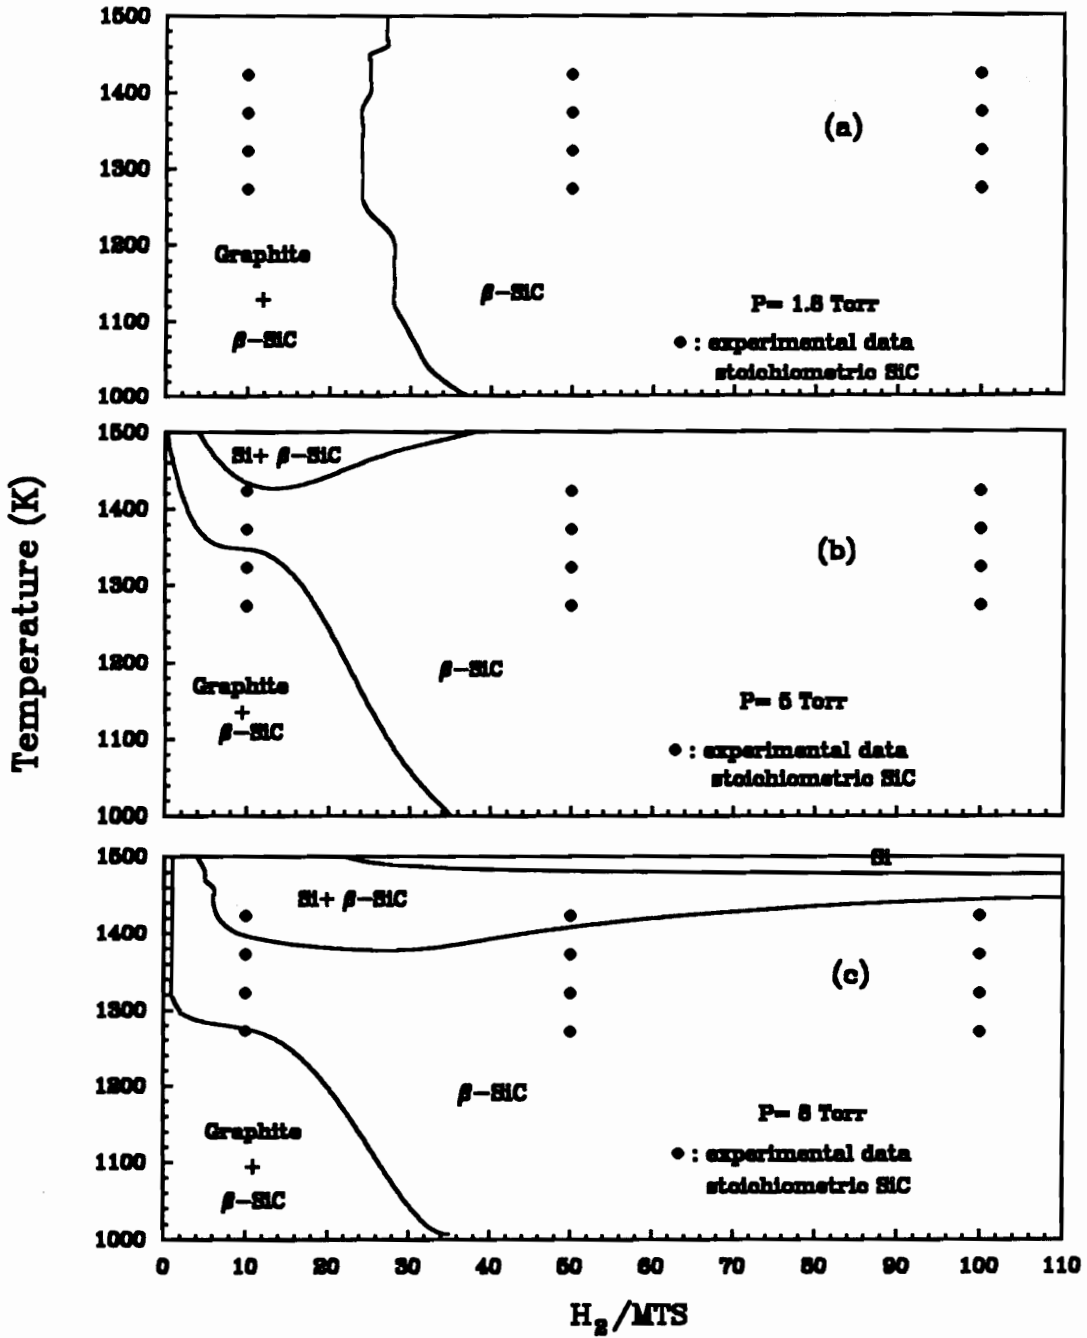 Temperature (K)
1500
1400
1300
1200
1100
1000
(a)
Graphite
+
β-SiC
β-SiC
P= 1.8 Torr
● : experimental data
stoichiometric SiC
1500
1400
1300
1200
1100
1000
Si+ β-SiC
(b)
Graphite
+
β-SiC
β-SiC
P= 5 Torr
● : experimental data
stoichiometric SiC
1500
1400
1300
1200
1100
1000
Si
Si+ β-SiC
(c)
β-SiC
Graphite
+
β-SiC
P= 8 Torr
● : experimental data
stoichiometric SiC
0 10 20 30 40 50 60 70 80 90 100 110
H₂/MTS